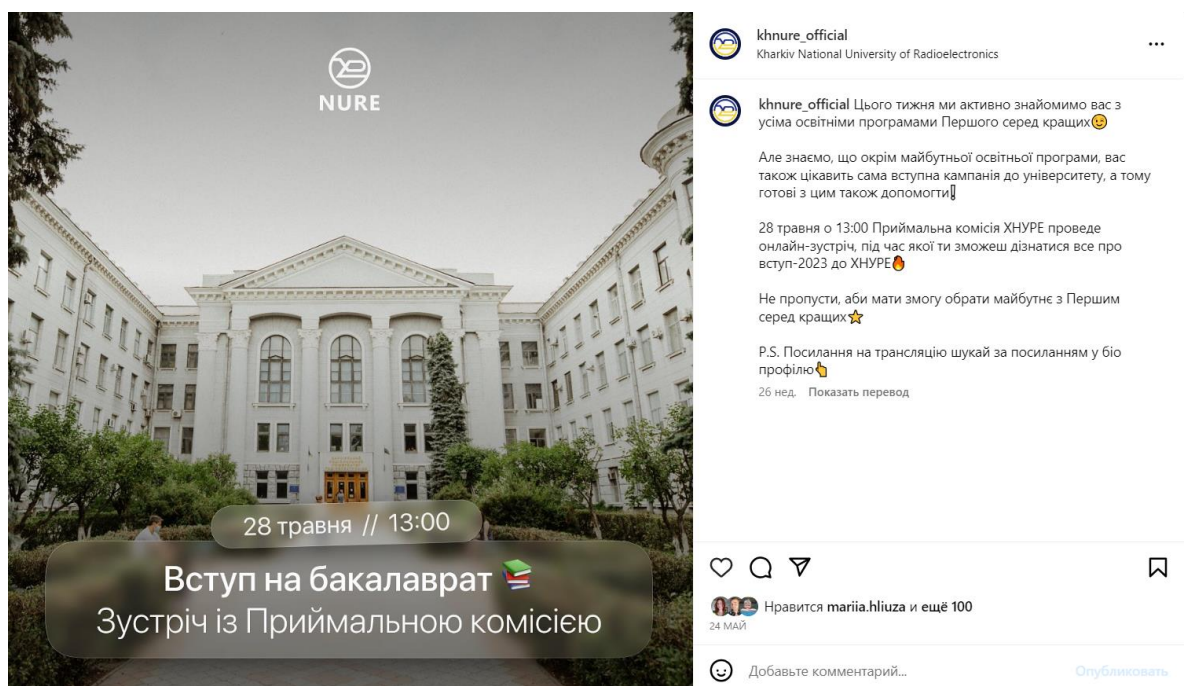 NURE
28 травня // 13:00
Вступ на бакалаврат 📚
Зустріч із Приймальною комісією
khnure_official
Kharkiv National University of Radioelectronics
khnure_official Цього тижня ми активно знайомимо вас з
усіма освітніми програмами Першого серед кращих😉
Але знаємо, що окрім майбутньої освітньої програми, вас
також цікавить сама вступна кампанія до університету, а тому
готові з цим також допомогти❗
28 травня о 13:00 Приймальна комісія ХНУРЕ проведе
онлайн-зустріч, під час якої ти зможеш дізнатися все про
вступ-2023 до ХНУРЕ🔥
Не пропусти, аби мати змогу обрати майбутнє з Першим
серед кращих⭐
P.S. Посилання на трансляцію шукай за посиланням у біо
профілю👆
26 нед. Показать перевод
Нравится mariia.hliuza и ещё 100
24 МАЙ
Добавьте комментарий...
Опубликовать